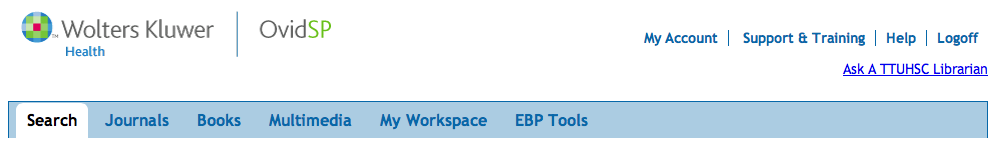 Wolters Kluwer
Health
OvidSP
My Account | Support & Training | Help | Logoff
Ask A TTUHSC Librarian
Search Journals Books Multimedia My Workspace EBP Tools